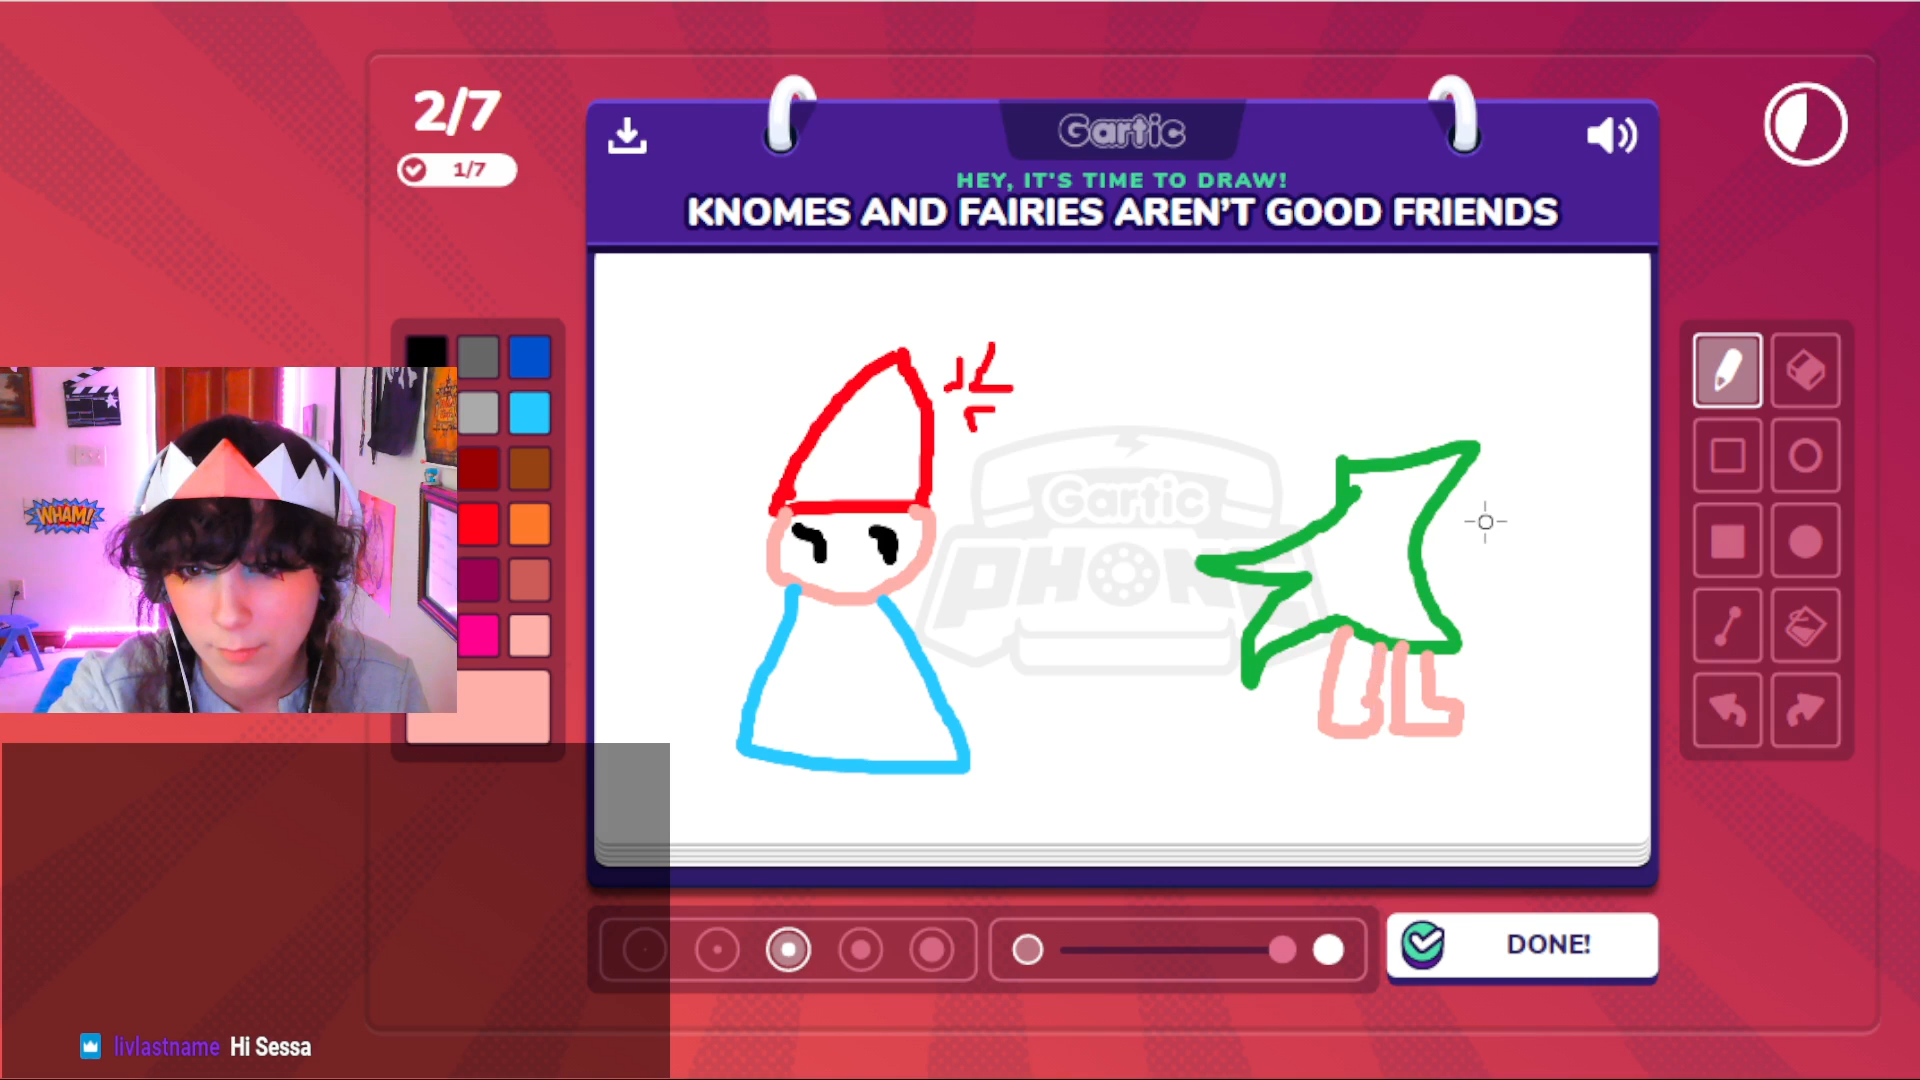 2/7
1/7
Gartic
HEY, IT'S TIME TO DRAW!
KNOMES AND FAIRIES AREN'T GOOD FRIENDS
Gartic
PHONE
WHAM!
DONE!
livlastname Hi Sessa